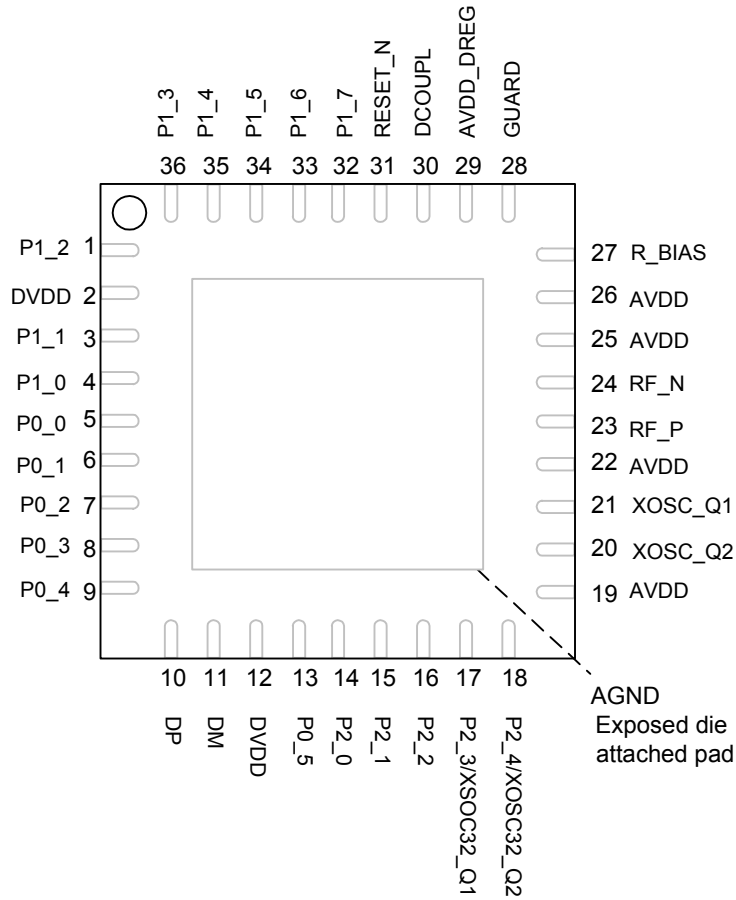 P1_3
P1_4
P1_5
P1_6
P1_7
RESET_N
DCOUPL
AVDD_DREG
GUARD
36 35 34 33 32 31 30 29 28
P1_2 1
DVDD 2
P1_1 3
P1_0 4
P0_0 5
P0_1 6
P0_2 7
P0_3 8
P0_4 9
27 R_BIAS
26 AVDD
25 AVDD
24 RF_N
23 RF_P
22 AVDD
21 XOSC_Q1
20 XOSC_Q2
19 AVDD
10 11 12 13 14 15 16 17 18
DP
DM
DVDD
P0_5
P2_0
P2_1
P2_2
P2_3/XSOC32_Q1
P2_4/XOSC32_Q2
AGND
Exposed die
attached pad